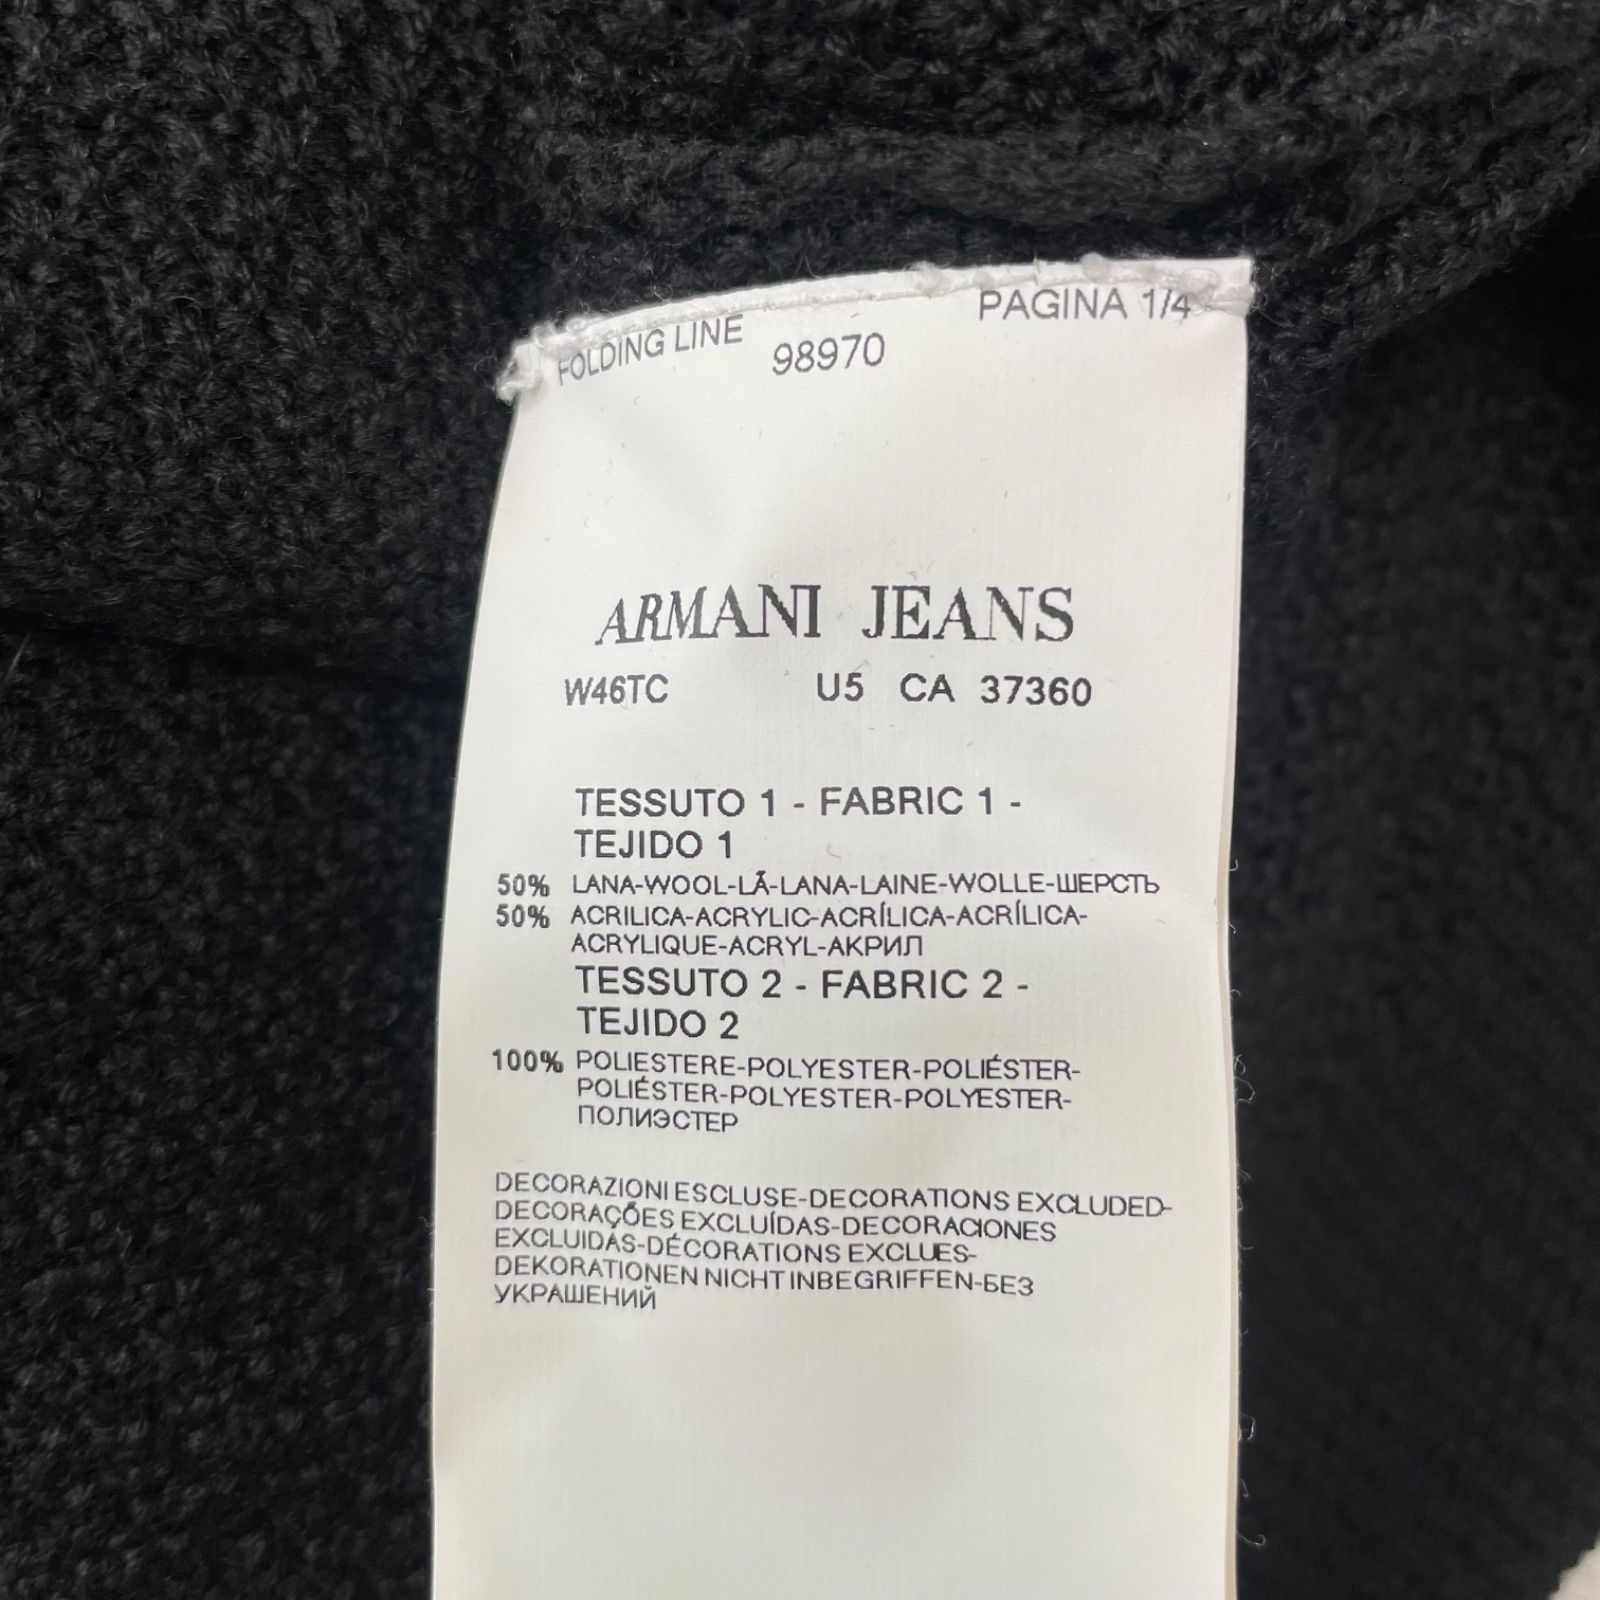 FOLDING LINE 98970 PAGINA 1/4
ARMANI JEANS
W46TC U5 CA 37360
TESSUTO 1 - FABRIC 1 -
TEJIDO 1
50% LANA-WOOL-LÃ-LANA-LAINE-WOLLE-ШЕРСТЬ
50% ACRILICA-ACRYLIC-ACRÍLICA-ACRÍLICA-
ACRYLIQUE-ACRYL-АКРИЛ
TESSUTO 2 - FABRIC 2 -
TEJIDO 2
100% POLIESTERE-POLYESTER-POLIÉSTER-
POLIÉSTER-POLYESTER-POLYESTER-
ПОЛИЭСТЕР
DECORAZIONI ESCLUSE-DECORATIONS EXCLUDED-
DECORAÇÕES EXCLUÍDAS-DECORACIONES
EXCLUIDAS-DÉCORATIONS EXCLUES-
DEKORATIONEN NICHT INBEGRIFFEN-БЕЗ
УКРАШЕНИЙ